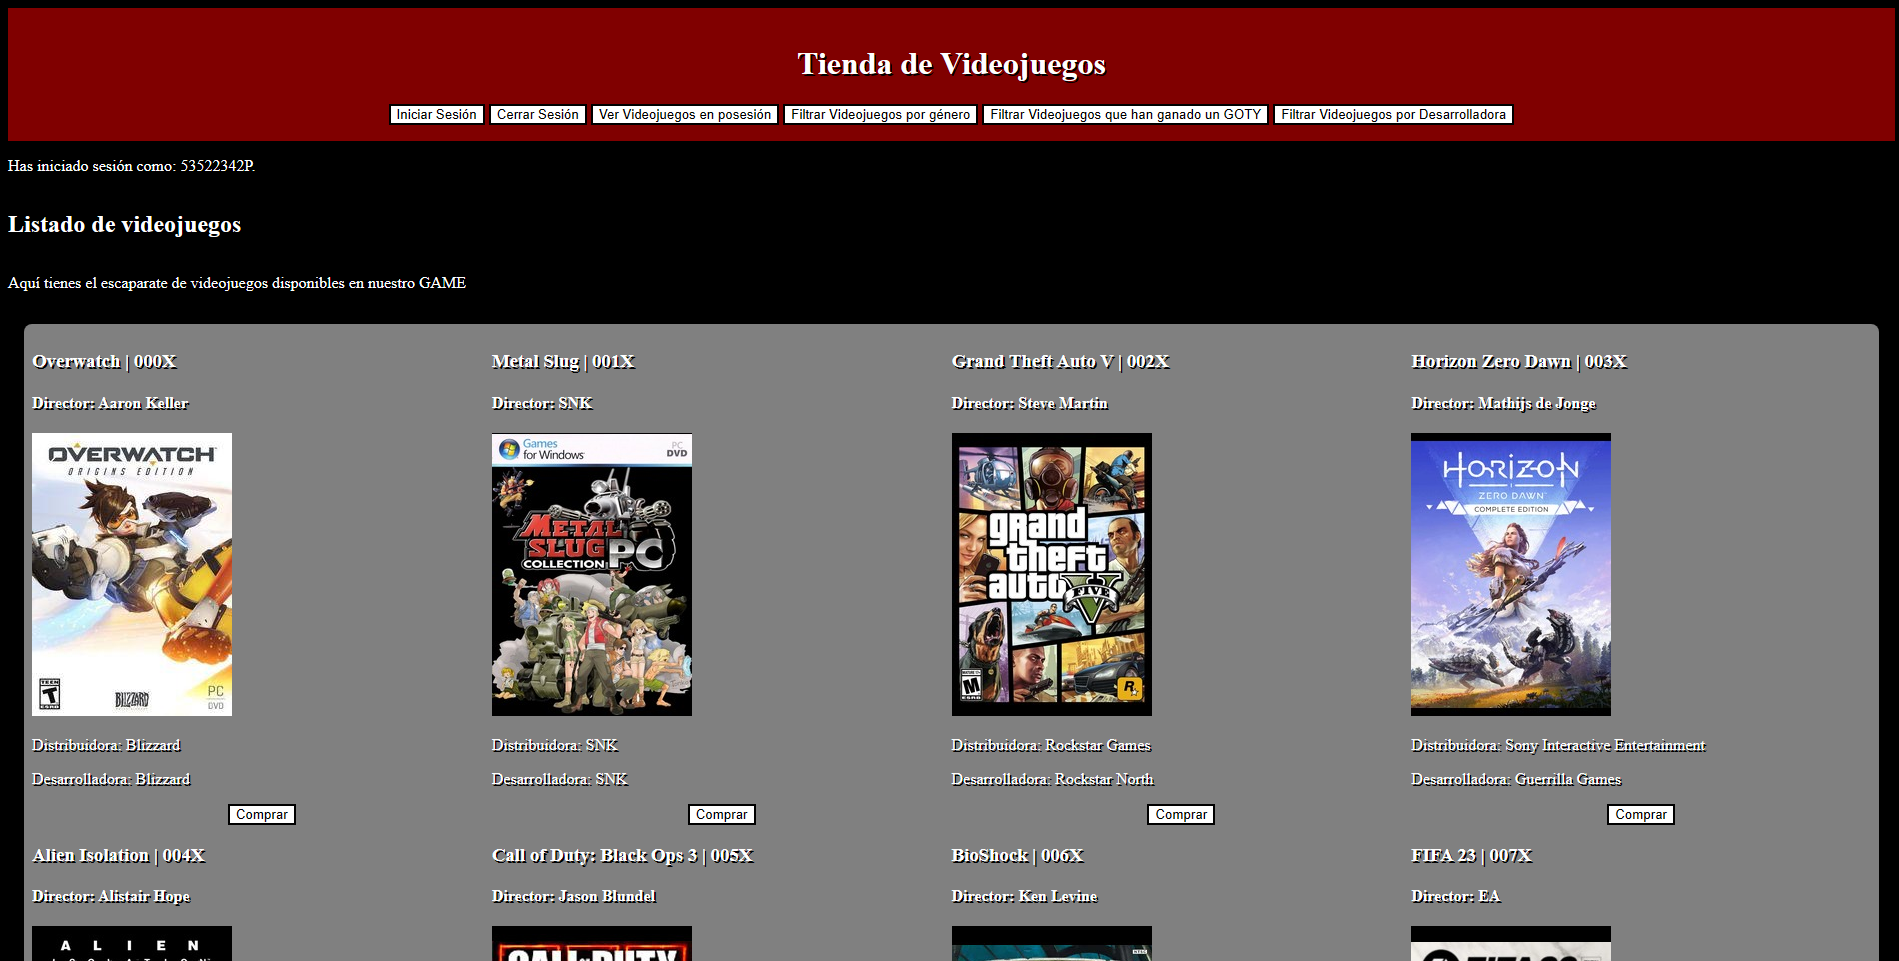 Tienda de Videojuegos
Iniciar Sesión Cerrar Sesión Ver Videojuegos en posesión Filtrar Videojuegos por género Filtrar Videojuegos que han ganado un GOTY Filtrar Videojuegos por Desarrolladora
Has iniciado sesión como: 53522342P.
Listado de videojuegos
Aquí tienes el escaparate de videojuegos disponibles en nuestro GAME
Overwatch | 000X
Director: Aaron Keller
OVERWATCH
ORIGINS EDITION
TEEN
T
ESRB
BLIZZARD
PC
DVD
Distribuidora: Blizzard
Desarrolladora: Blizzard
Comprar
Metal Slug | 001X
Director: SNK
Games
for Windows
PC
DVD
METAL
SLUG PC
COLLECTION
Distribuidora: SNK
Desarrolladora: SNK
Comprar
Grand Theft Auto V | 002X
Director: Steve Martin
grand
theft
auto V
FIVE
M
ESRB
R
Distribuidora: Rockstar Games
Desarrolladora: Rockstar North
Comprar
Horizon Zero Dawn | 003X
Director: Mathijs de Jonge
HORIZON
ZERO DAWN
COMPLETE EDITION
Distribuidora: Sony Interactive Entertainment
Desarrolladora: Guerrilla Games
Comprar
Alien Isolation | 004X
Director: Alistair Hope
ALIEN
Call of Duty: Black Ops 3 | 005X
Director: Jason Blundel
CALL OF DUTY
BioShock | 006X
Director: Ken Levine
FIFA 23 | 007X
Director: EA
FIFA 23